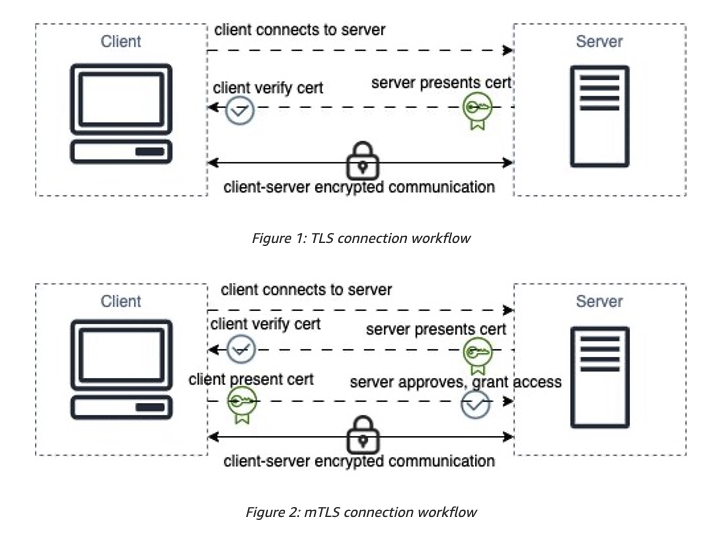 Client
client connects to server
Server
client verify cert
server presents cert
client-server encrypted communication
Figure 1: TLS connection workflow
Client
client connects to server
Server
client verify cert
server presents cert
client present cert
server approves, grant access
client-server encrypted communication
Figure 2: mTLS connection workflow